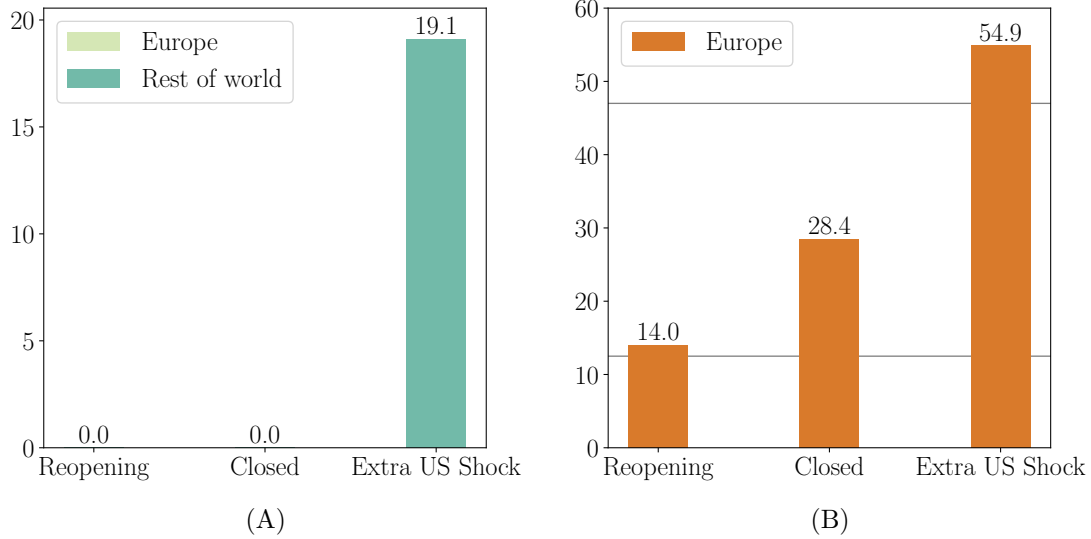 20
15
10
5
0
Europe
Rest of world
0.0
0.0
19.1
Reopening
Closed
Extra US Shock
(A)
60
50
40
30
20
10
0
Europe
14.0
28.4
54.9
Reopening
Closed
Extra US Shock
(B)